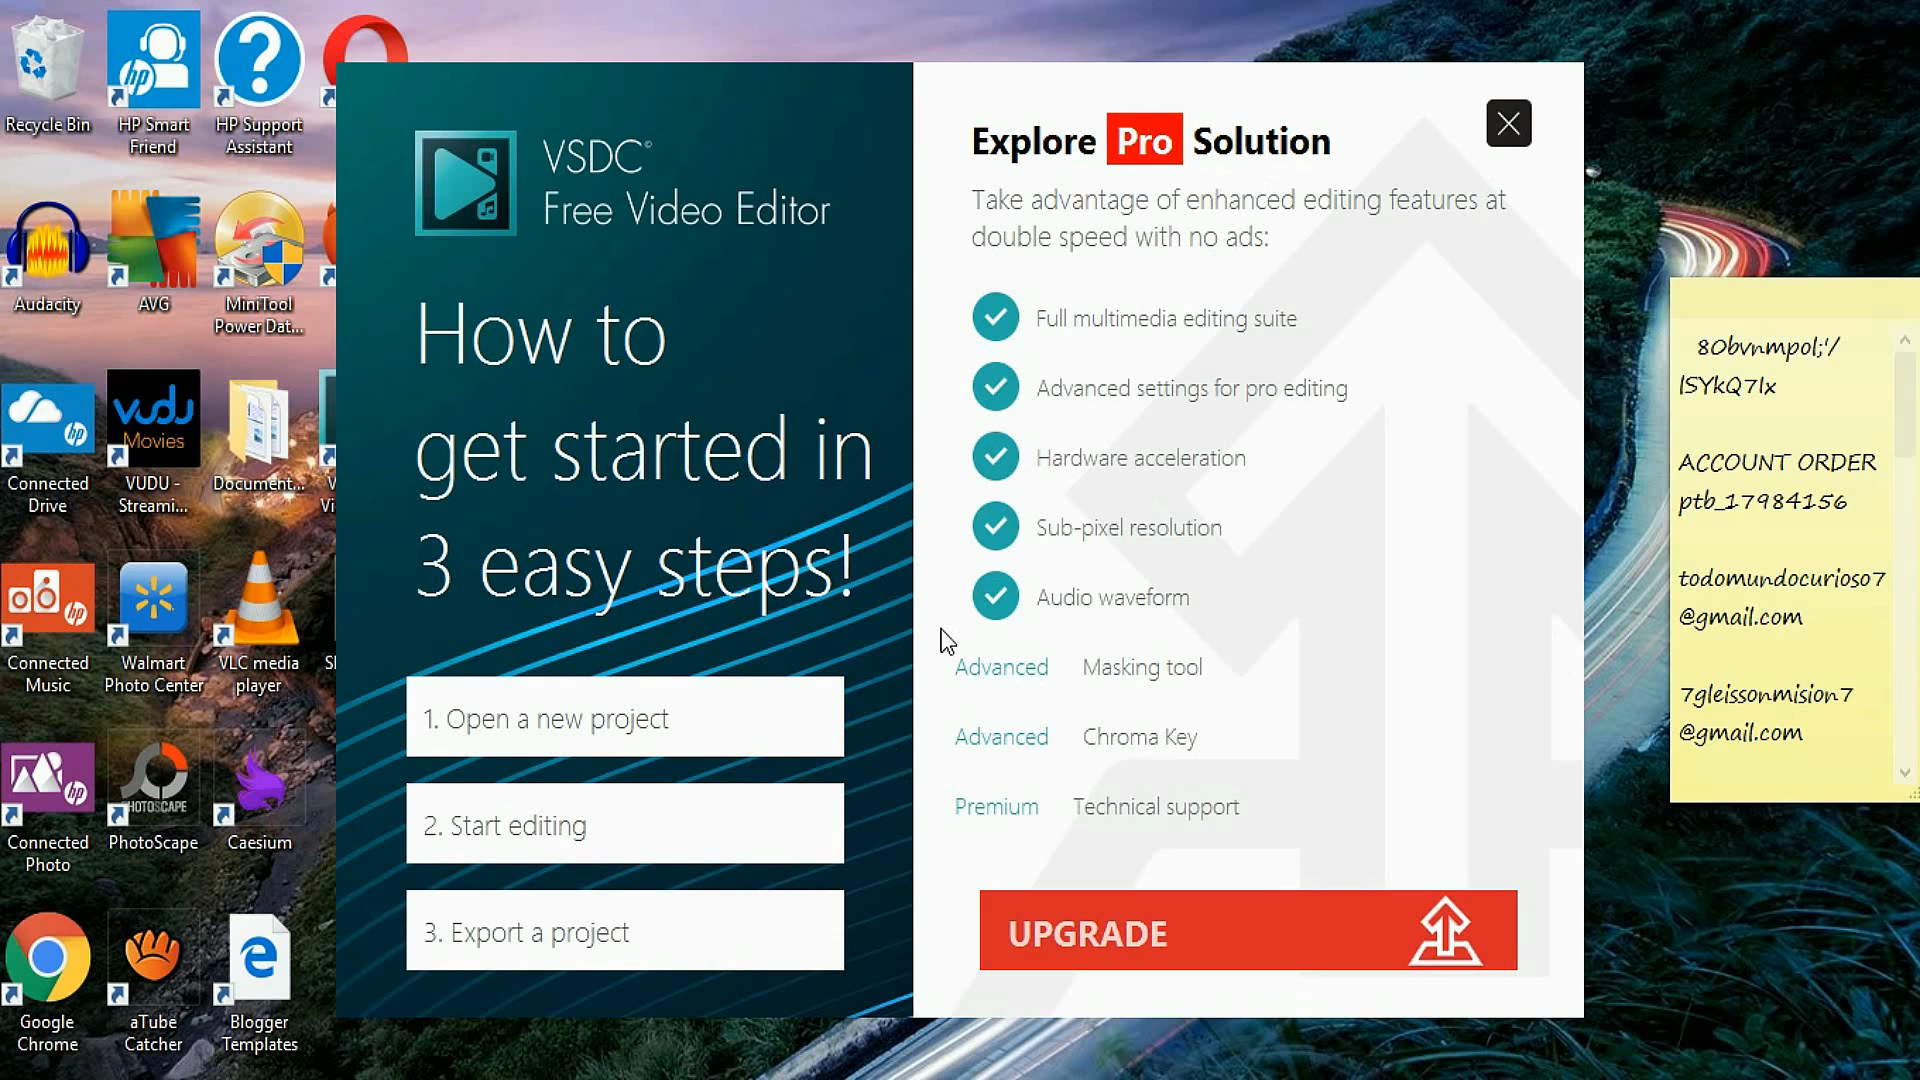 Recycle Bin
HP Smart
Friend
HP Support
Assistant
Audacity
AVG
MiniTool
Power Dat...
Connected
Drive
vudu
Movies
VUDU -
Streami...
Document...
Connected
Music
Walmart
Photo Center
VLC media
player
Connected
Photo
PHOTOSCAPE
PhotoScape
Caesium
Google
Chrome
aTube
Catcher
Blogger
Templates
VSDC©
Free Video Editor
How to
get started in
3 easy steps!
1. Open a new project
2. Start editing
3. Export a project
Explore Pro Solution
Take advantage of enhanced editing features at
double speed with no ads:
Full multimedia editing suite
Advanced settings for pro editing
Hardware acceleration
Sub-pixel resolution
Audio waveform
Advanced Masking tool
Advanced Chroma Key
Premium Technical support
UPGRADE
80bvnmpol;'/
ACCOUNT ORDER
ptb_17984156
todomundocurioso7
@gmail.com
7gleissonmision7
@gmail.com